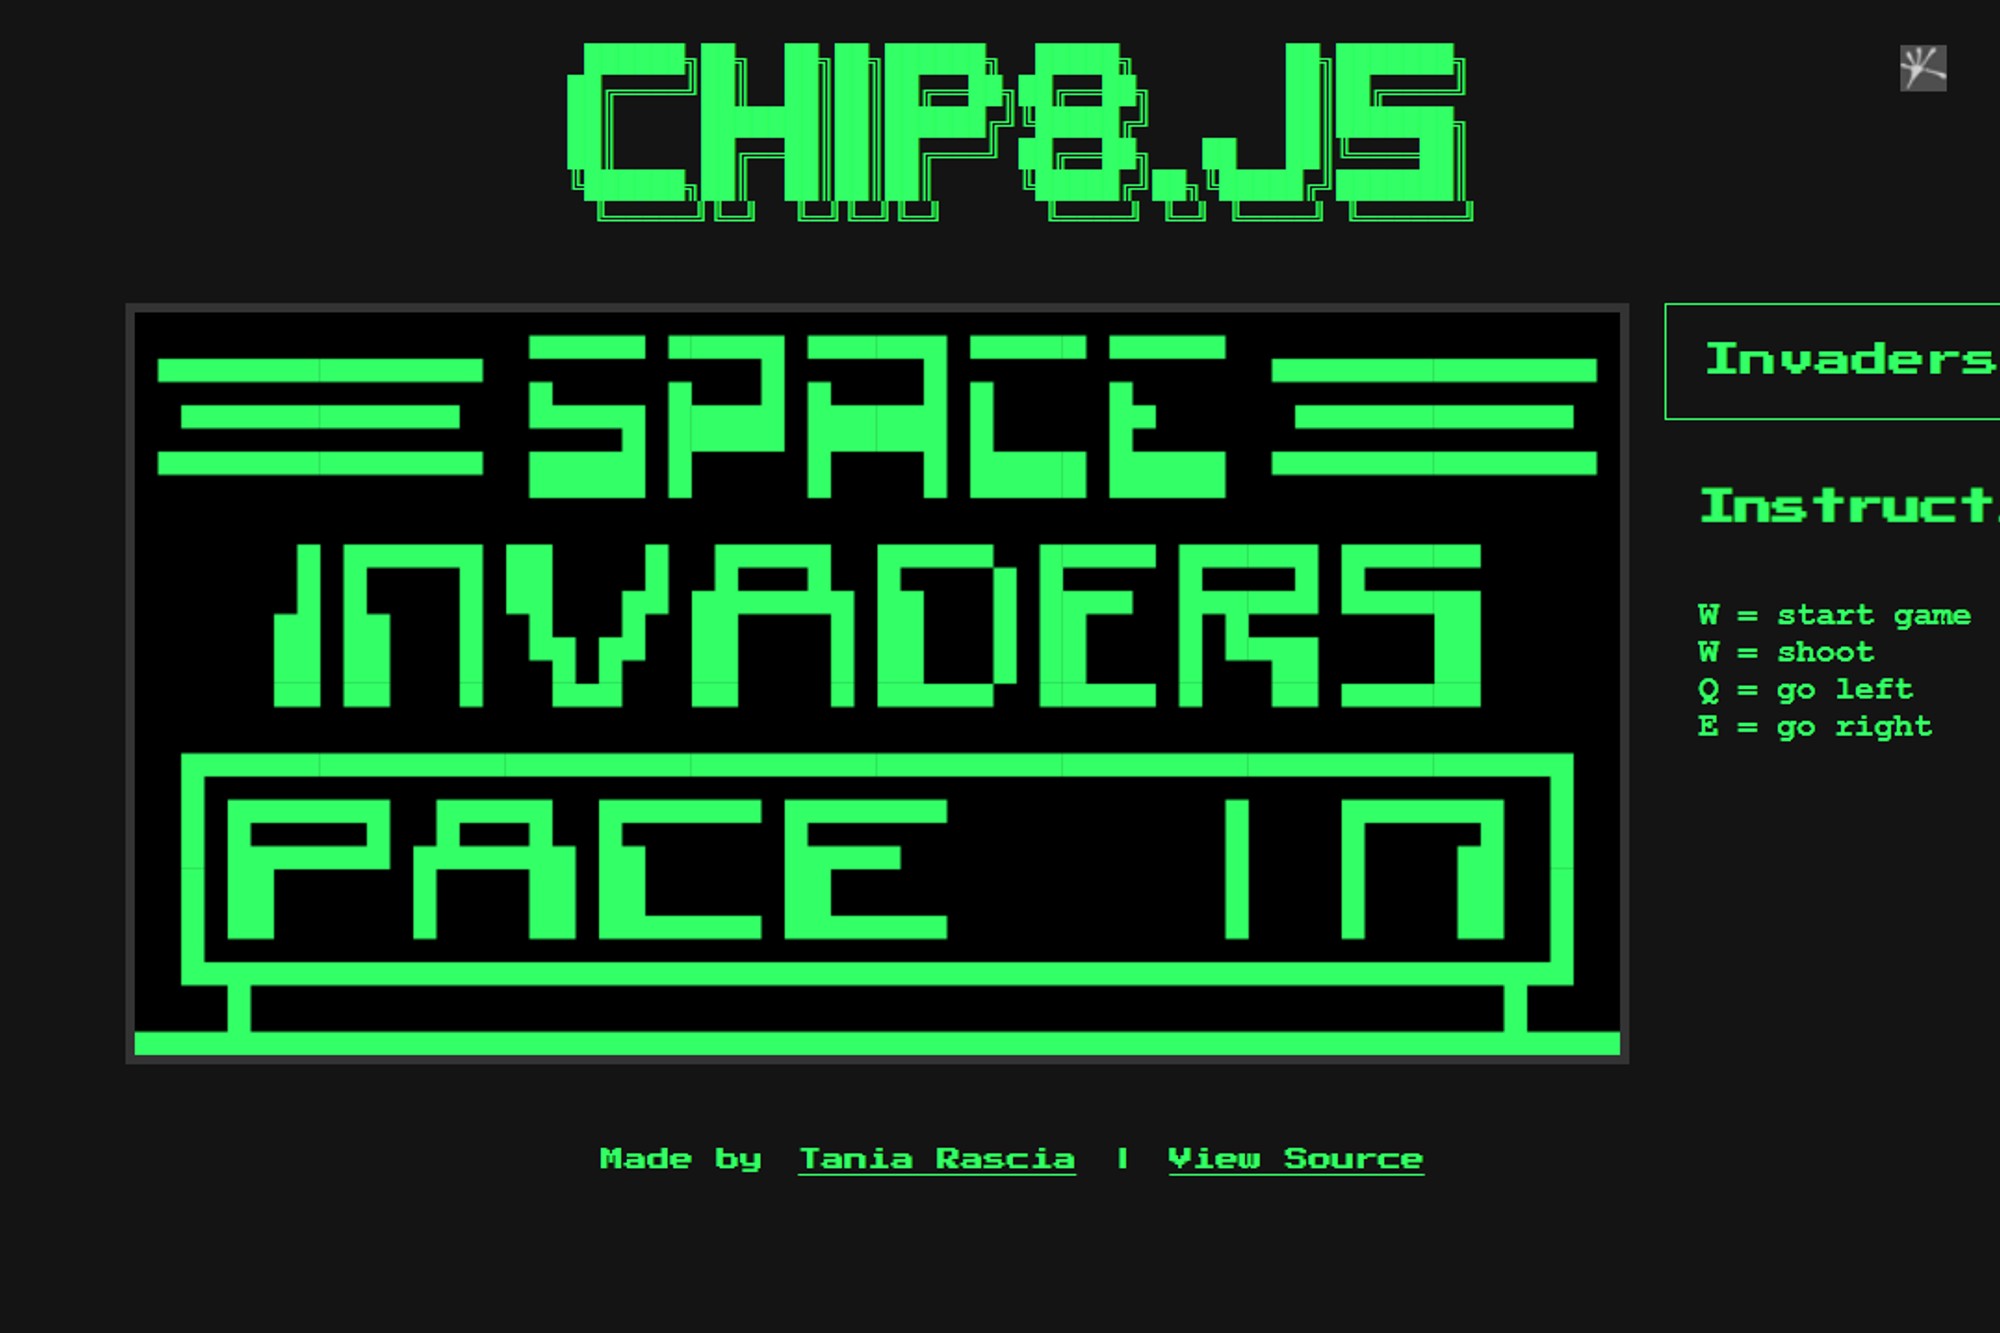 CHIP8.JS
SPACE
INVADERS
PACE IN
Invaders
Instruct
W = start game
W = shoot
Q = go left
E = go right
Made by Tania Rascia | View Source